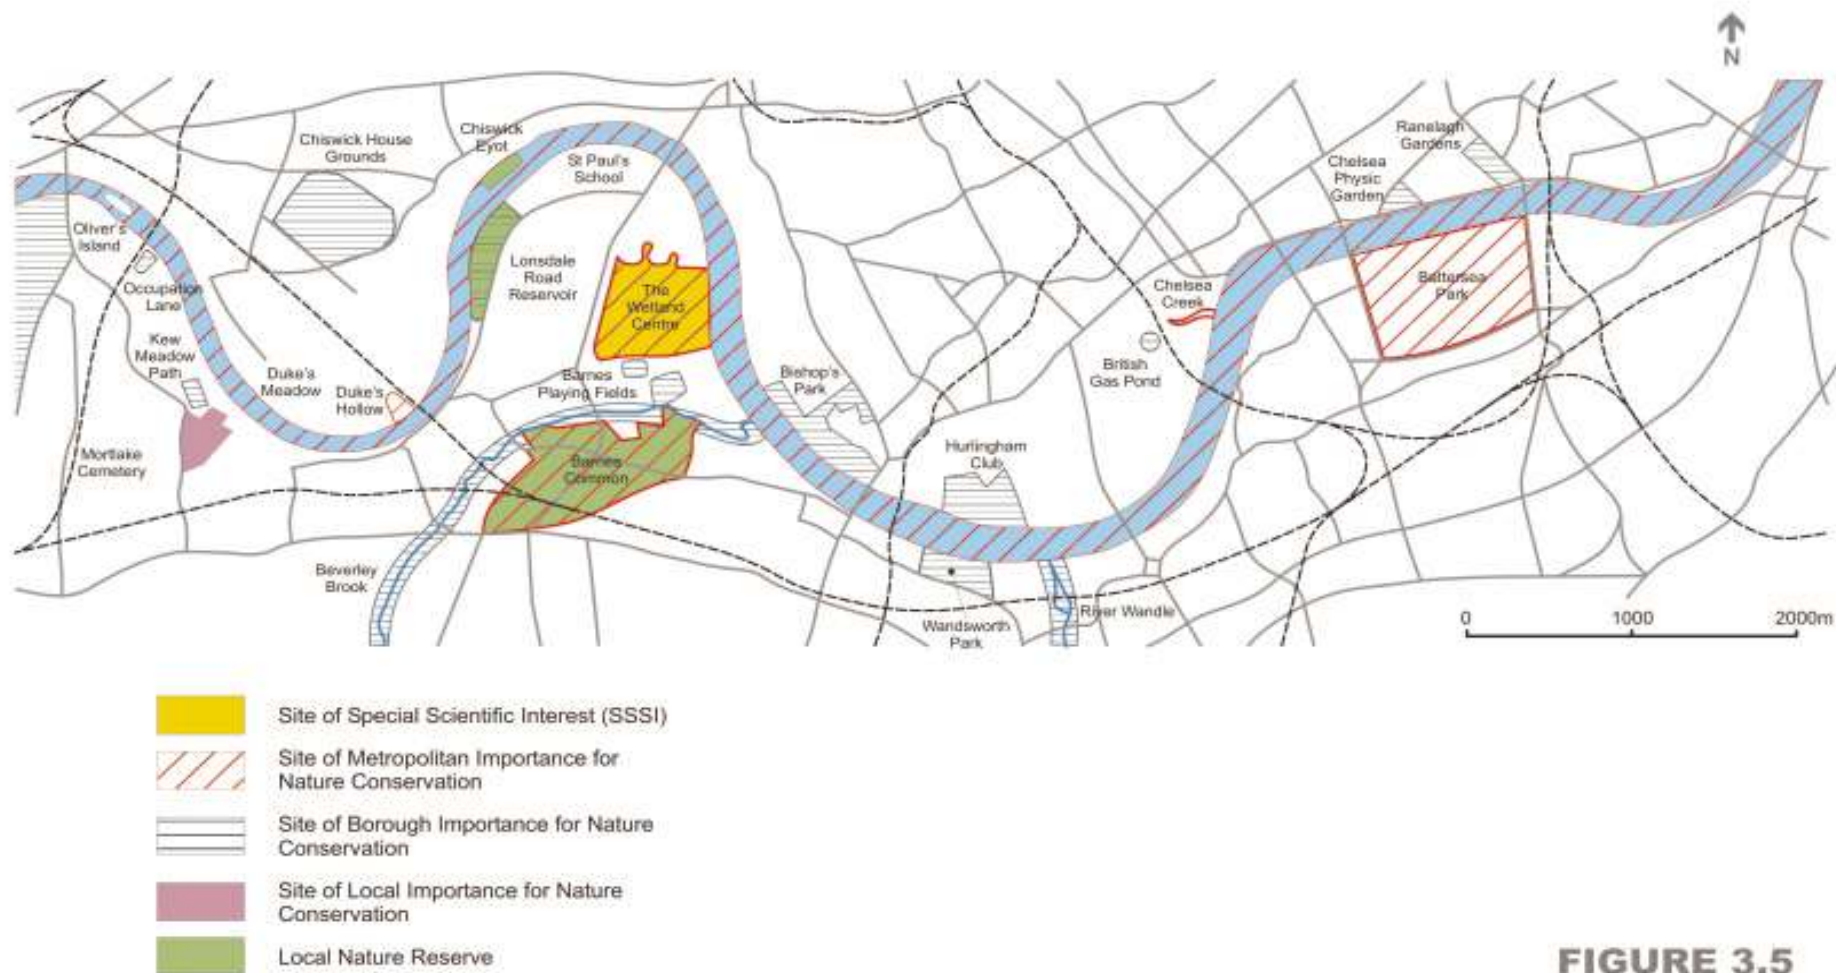 N
Ranelagh
Gardens
Chiswick
Eyot
Chiswick House
Grounds
St Paul's
School
Chelsea
Physic
Garden
Oliver's
Island
Lonsdale
Road
Reservoir
Occupation
Lane
The
Wetland
Centre
Battersea
Park
Chelsea
Creek
Kew
Meadow
Path
Duke's
Meadow
Duke's
Hollow
Barnes
Playing Fields
Bishop's
Park
British
Gas Pond
Mortlake
Cemetery
Barnes
Common
Hurlingham
Club
Beverley
Brook
River Wandle
Wandsworth
Park
0 1000 2000m
Site of Special Scientific Interest (SSSI)
Site of Metropolitan Importance for
Nature Conservation
Site of Borough Importance for Nature
Conservation
Site of Local Importance for Nature
Conservation
Local Nature Reserve
FIGURE 3.5